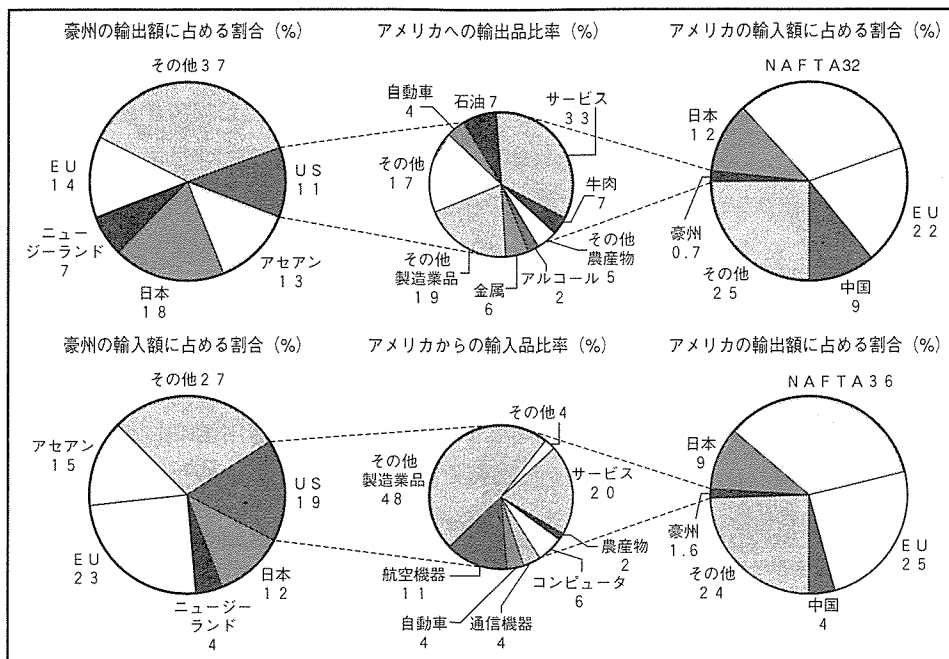 豪州の輸出額に占める割合 (%)
その他37
US
11
アセアン
13
日本
18
ニュー
ジーランド
7
EU
14
アメリカへの輸出品比率 (%)
サービス
33
牛肉
7
その他
農産物
5
アルコール
2
金属
6
その他
製造業品
19
その他
17
自動車
4
石油7
アメリカの輸入額に占める割合 (%)
NAFTA32
EU
22
中国
9
その他
25
豪州
0.7
日本
12
豪州の輸入額に占める割合 (%)
その他27
US
19
日本
12
ニュージー
ランド
4
EU
23
アセアン
15
アメリカからの輸入品比率 (%)
その他4
サービス
20
農産物
2
コンピュータ
6
通信機器
4
自動車
4
航空機器
11
その他
製造業品
48
アメリカの輸出額に占める割合 (%)
NAFTA36
EU
25
中国
4
その他
24
豪州
1.6
日本
9